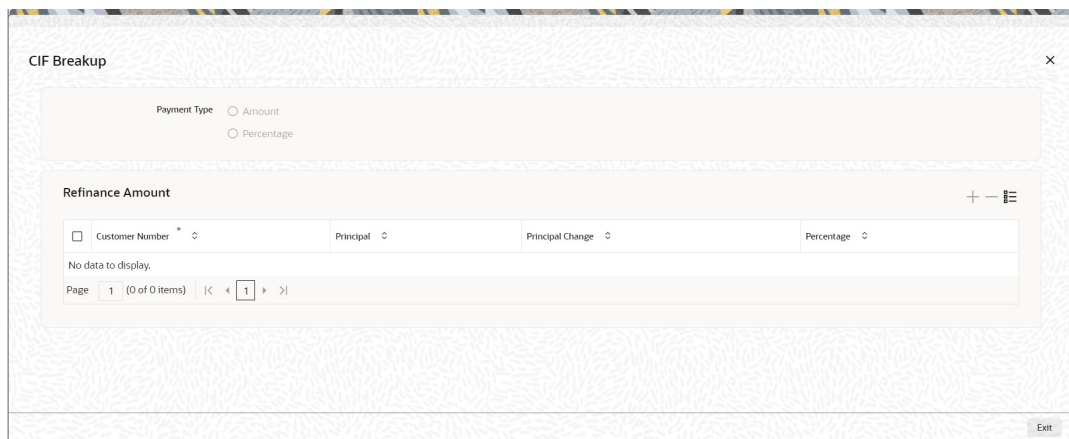 CIF Breakup
Payment Type Amount
Percentage
Refinance Amount
Customer Number * Principal Principal Change Percentage
No data to display.
Page 1 (0 of 0 items) 1
Exit